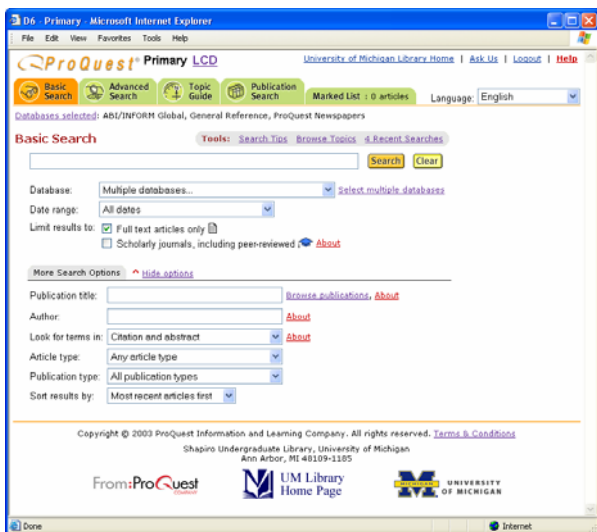 D6 - Primary - Microsoft Internet Explorer
File Edit View Favorites Tools Help
ProQuest® Primary LCD
University of Michigan Library Home | Ask Us | Logout | Help
Basic Search
Advanced Search
Topic Guide
Publication Search
Marked List : 0 articles
Language: English
Databases selected: ABI/INFORM Global, General Reference, ProQuest Newspapers
Basic Search
Tools: Search Tips Browse Topics 4 Recent Searches
Search Clear
Database: Multiple databases... Select multiple databases
Date range: All dates
Limit results to: Full text articles only
Scholarly journals, including peer-reviewed About
More Search Options Hide options
Publication title: Browse publications, About
Author: About
Look for terms in: Citation and abstract About
Article type: Any article type
Publication type: All publication types
Sort results by: Most recent articles first
Copyright © 2003 ProQuest Information and Learning Company. All rights reserved. Terms & Conditions
Shapiro Undergraduate Library, University of Michigan
Ann Arbor, MI 48109-1185
From:ProQuest
UM Library
Home Page
MICHIGAN
UNIVERSITY
OF MICHIGAN
Done Internet